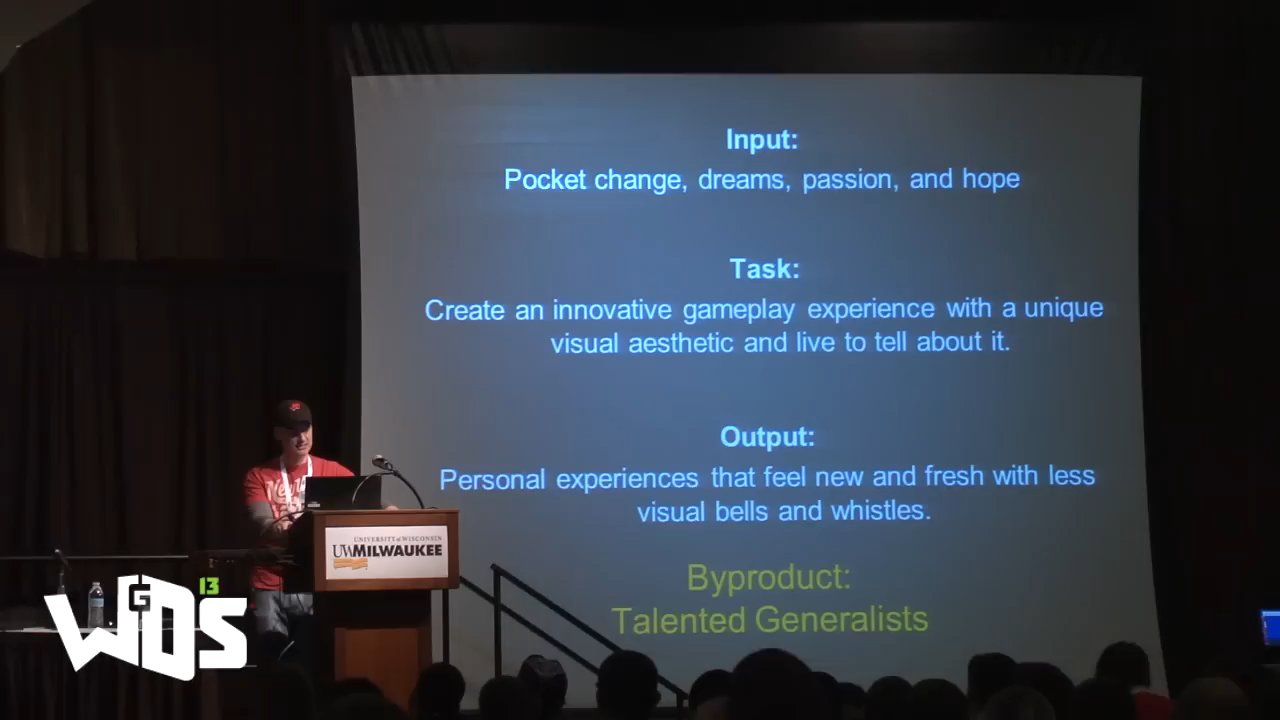 Input:
Pocket change, dreams, passion, and hope
Task:
Create an innovative gameplay experience with a unique
visual aesthetic and live to tell about it.
Output:
Personal experiences that feel new and fresh with less
visual bells and whistles.
Byproduct:
Talented Generalists
UNIVERSITY of WISCONSIN
UWMILWAUKEE
WGDS
13